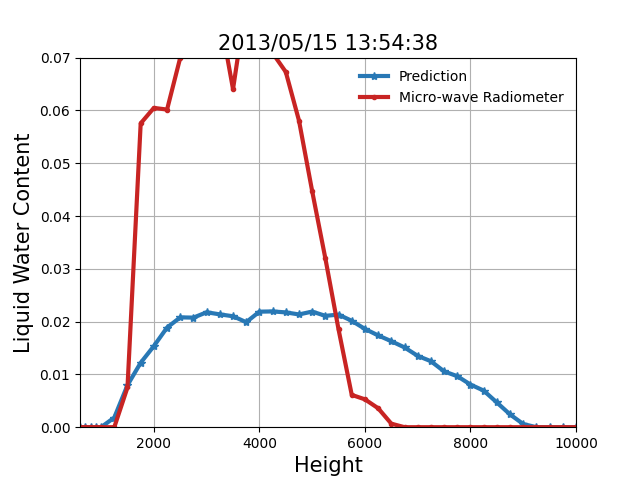 2013/05/15 13:54:38
0.07
0.06
0.05
0.04
0.03
0.02
0.01
0.00
Liquid Water Content
Prediction
Micro-wave Radiometer
2000 4000 6000 8000 10000
Height